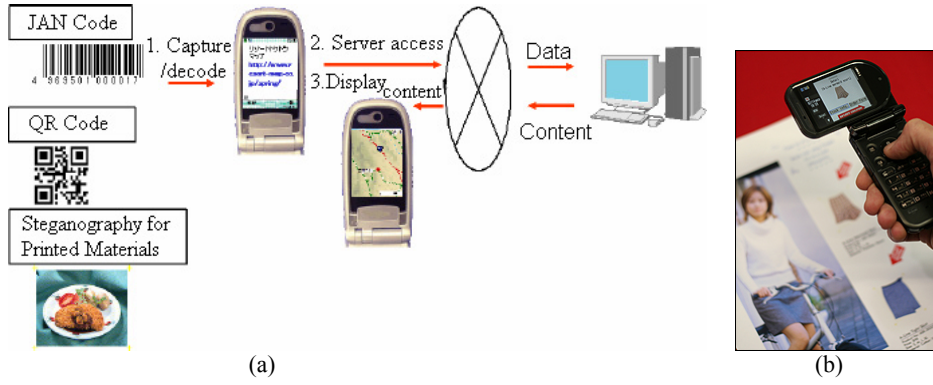 JAN Code
4 969501 000017
1. Capture
/decode
2. Server access
3.Display
content
Data
Content
QR Code
Steganography for
Printed Materials
(a)
(b)